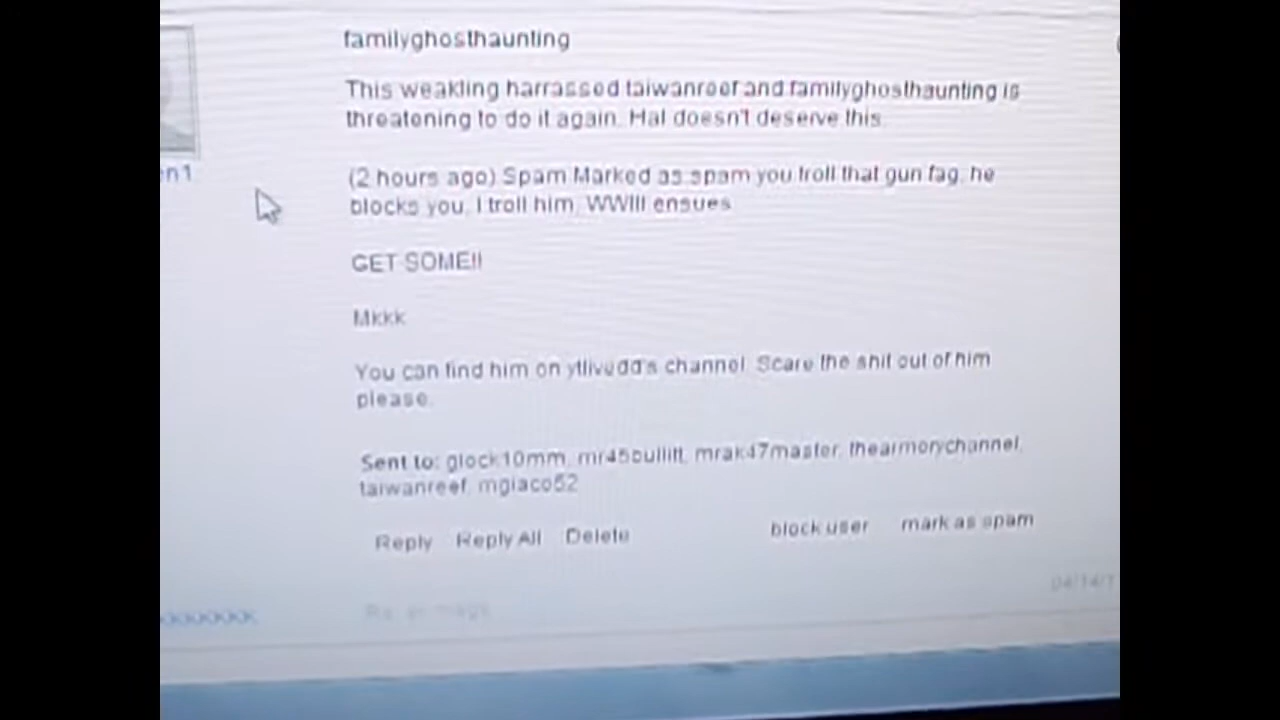 familyghosthaunting
This weakling harrassed taiwanreef and familyghosthaunting is
threatening to do it again. Hal doesn't deserve this.
(2 hours ago) Spam Marked as spam you troll that gun fag, he
blocks you, I troll him, WWIII ensues.
GET SOME!!
Mkkk
You can find him on ytlivedd's channel. Scare the shit out of him
please.
Sent to: glock10mm, mr45bullitt, mrak47master, thearmorychannel,
taiwanreef, mgiaco52
Reply Reply All Delete block user mark as spam